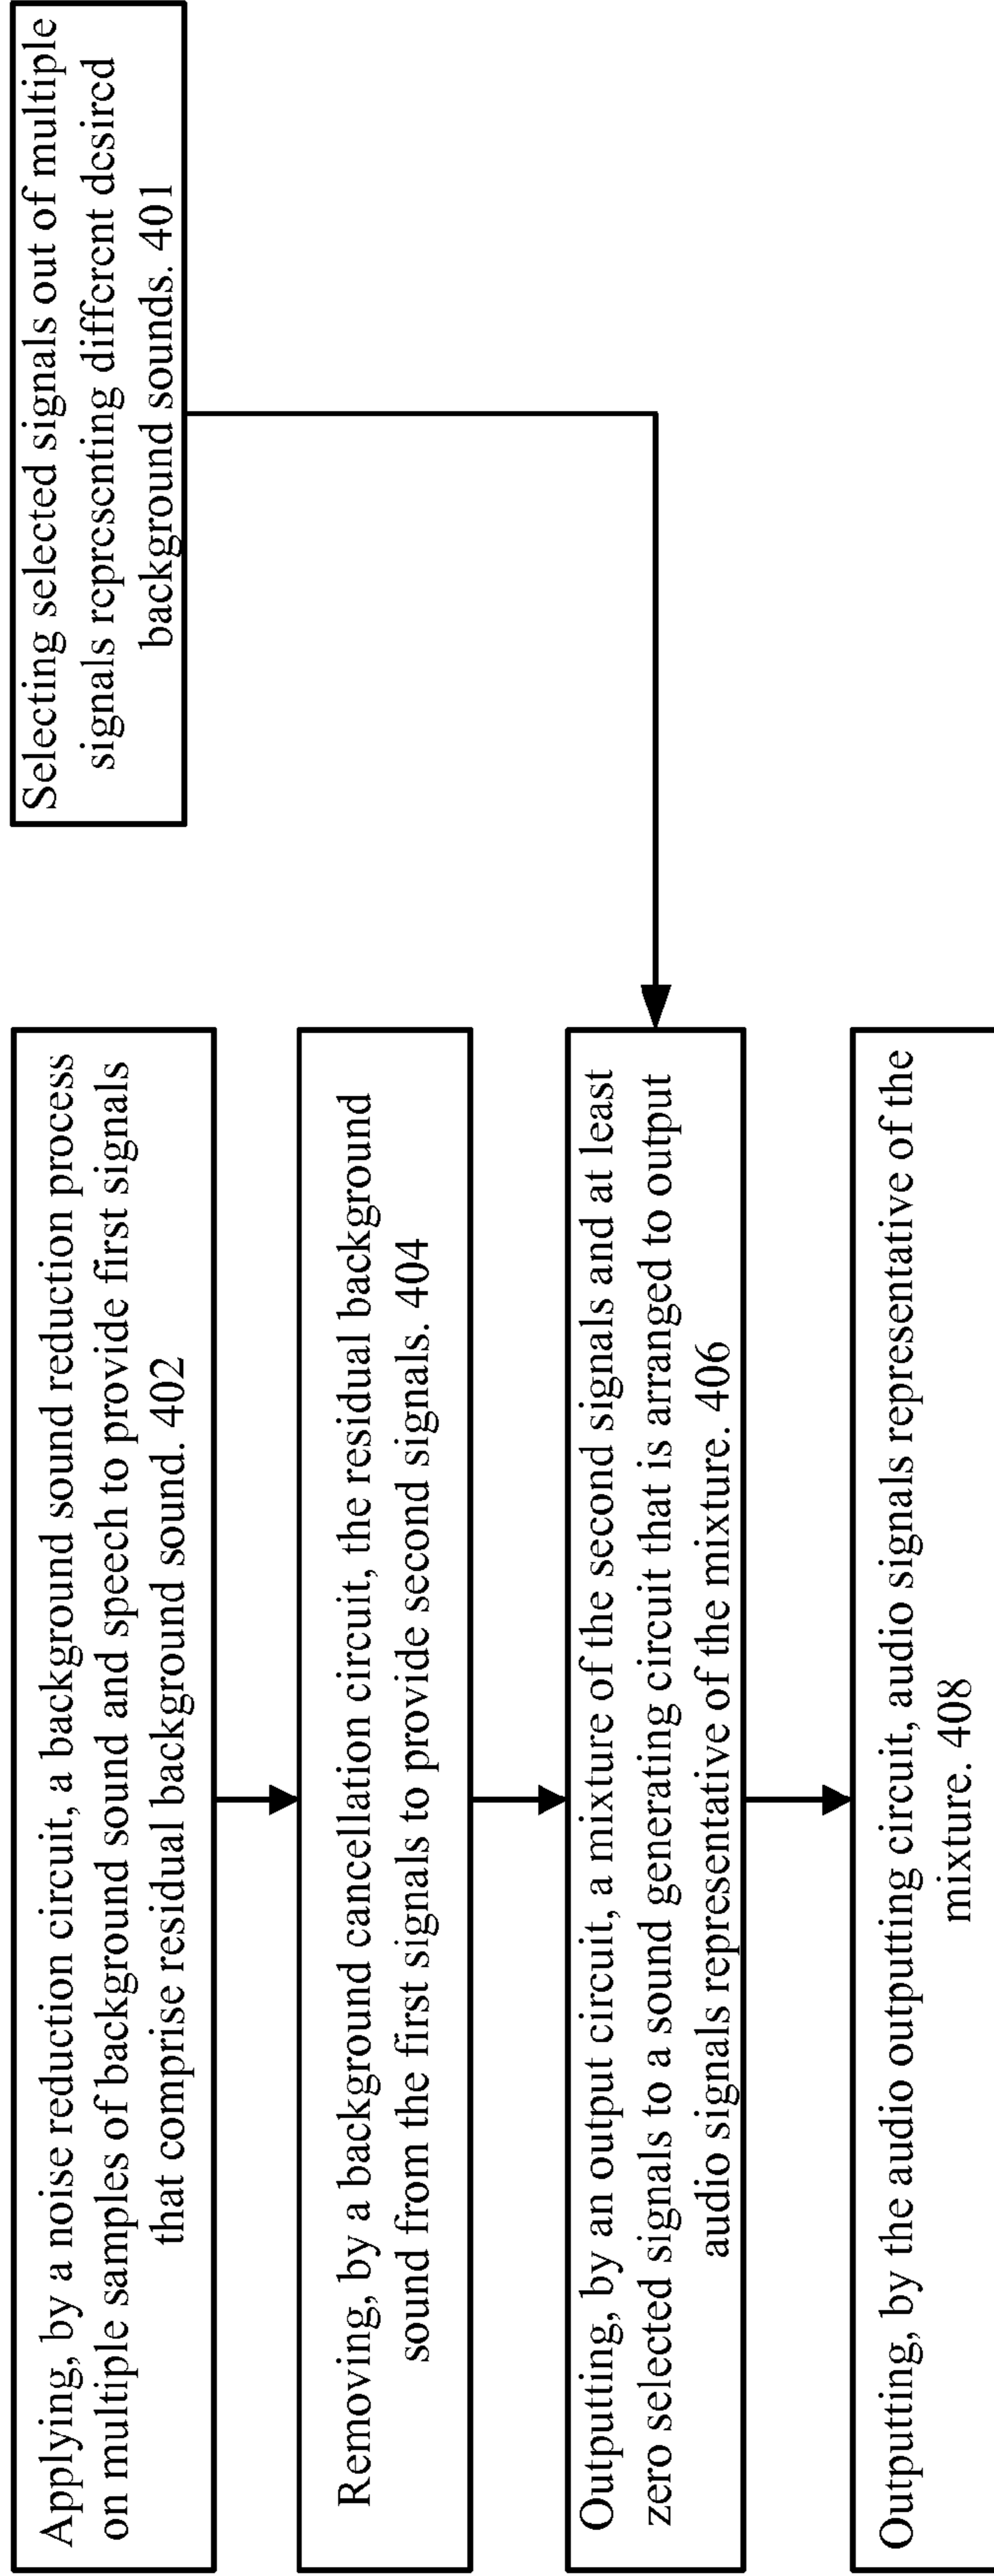 Selecting selected signals out of multiple
signals representing different desired
background sounds. 401
Applying, by a noise reduction circuit, a background sound reduction process
on multiple samples of background sound and speech to provide first signals
that comprise residual background sound. 402
Removing, by a background cancellation circuit, the residual background
sound from the first signals to provide second signals. 404
Outputting, by an output circuit, a mixture of the second signals and at least
zero selected signals to a sound generating circuit that is arranged to output
audio signals representative of the mixture. 406
Outputting, by the audio outputting circuit, audio signals representative of the
mixture. 408